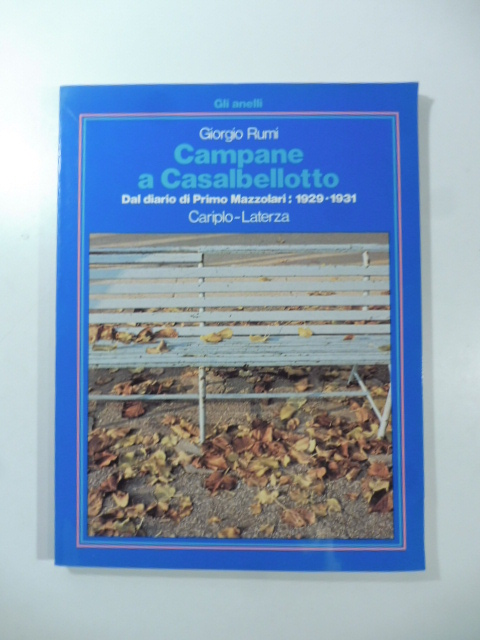 Gli anelli
Giorgio Rumi
Campane
a Casalbellotto
Dal diario di Primo Mazzolari: 1929-1931
Cariplo-Laterza